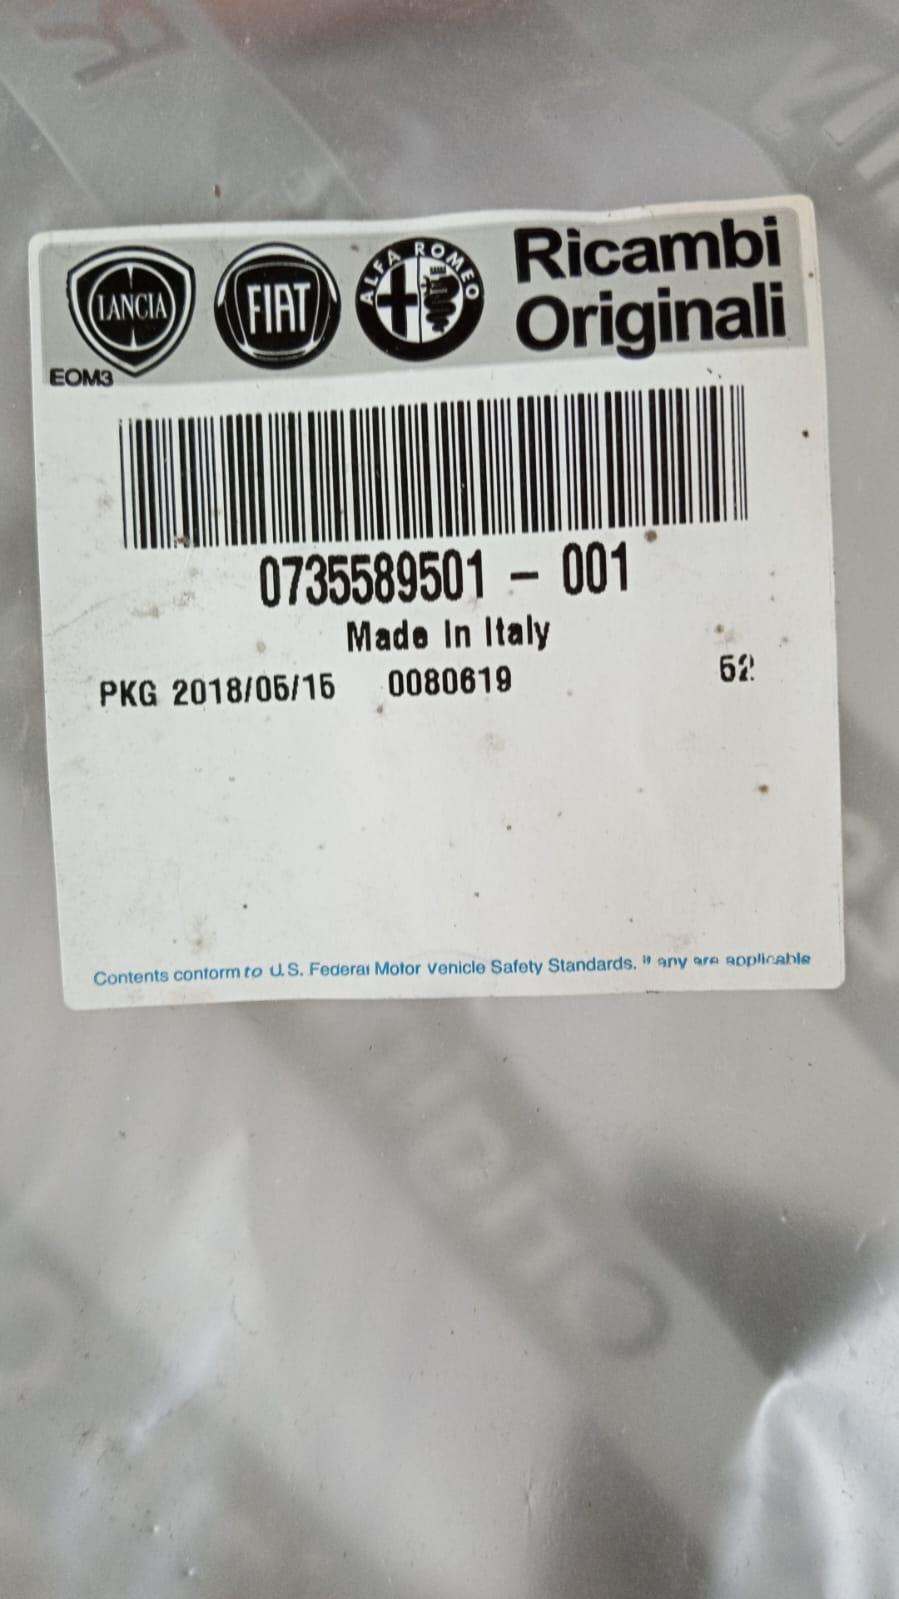 LANCIA
FIAT
ALFA ROMEO
Ricambi
Originali
EOM3
0735589501 - 001
Made In Italy
PKG 2018/05/15 0080619 52
Contents conform to U.S. Federal Motor Vehicle Safety Standards. If any are applicable